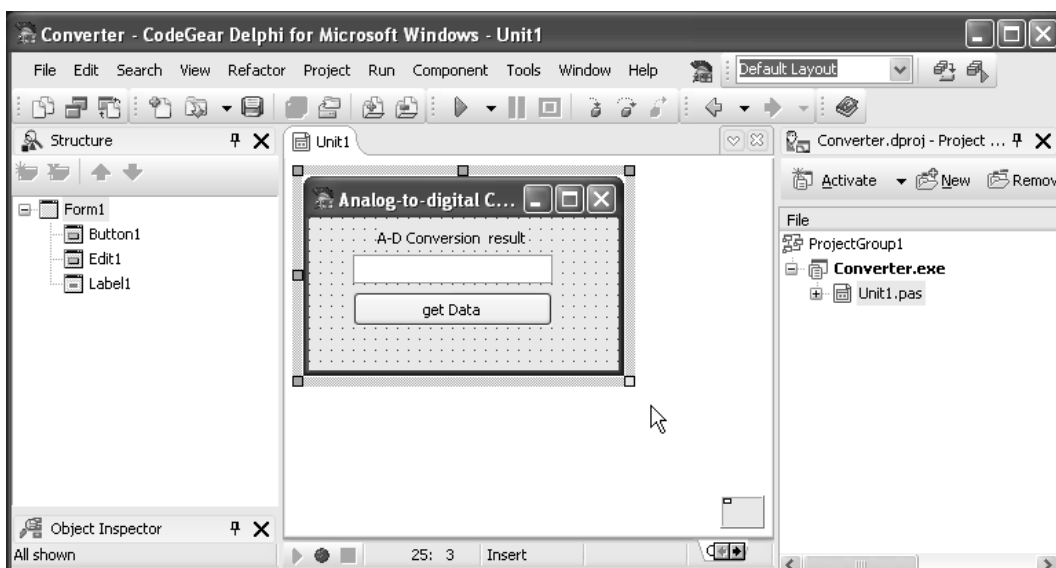 Converter - CodeGear Delphi for Microsoft Windows - Unit1
File Edit Search View Refactor Project Run Component Tools Window Help Default Layout
Structure
Unit1
Converter.dproj - Project ...
Activate New Remov
Form1
Button1
Edit1
Label1
Analog-to-digital C...
A-D Conversion result
get Data
File
ProjectGroup1
Converter.exe
Unit1.pas
Object Inspector
All shown
25: 3 Insert